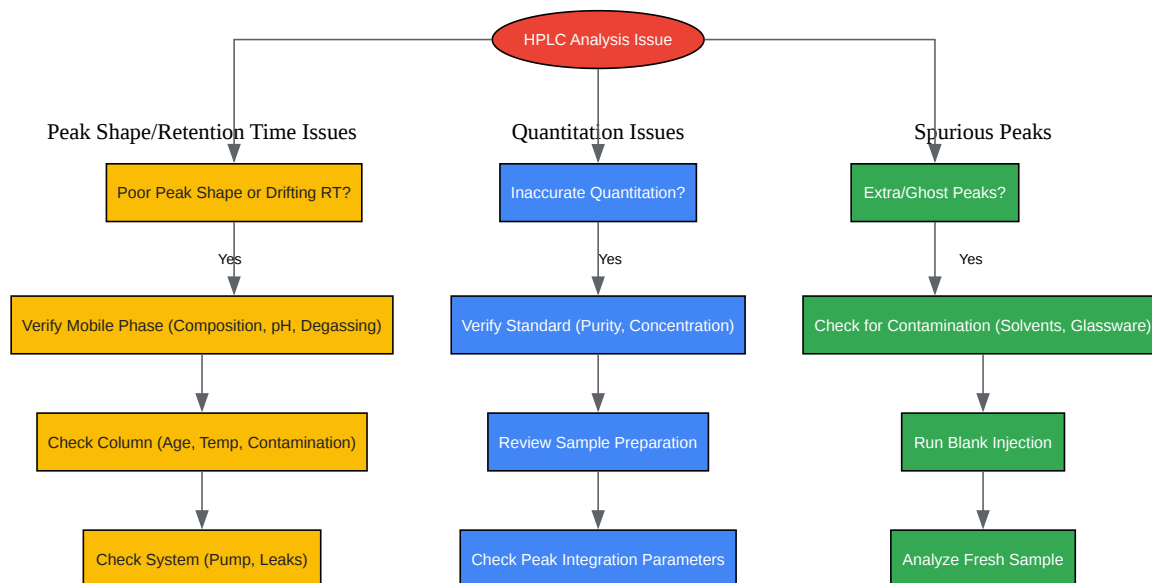 HPLC Analysis Issue
Peak Shape/Retention Time Issues
Quantitation Issues
Spurious Peaks
Poor Peak Shape or Drifting RT?
Inaccurate Quantitation?
Extra/Ghost Peaks?
Yes
Yes
Yes
Verify Mobile Phase (Composition, pH, Degassing)
Verify Standard (Purity, Concentration)
Check for Contamination (Solvents, Glassware)
Check Column (Age, Temp, Contamination)
Review Sample Preparation
Run Blank Injection
Check System (Pump, Leaks)
Check Peak Integration Parameters
Analyze Fresh Sample